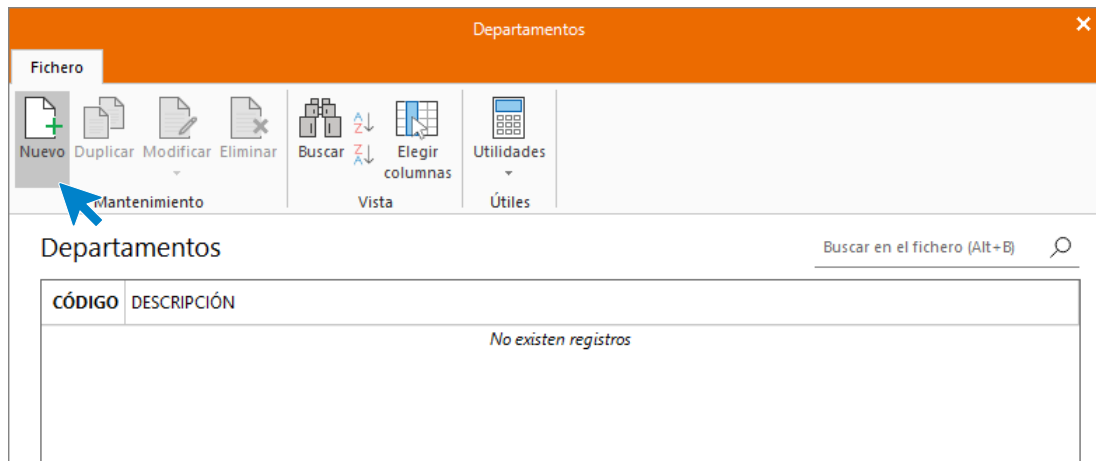 Departamentos
Fichero
Nuevo Duplicar Modificar Eliminar Buscar Elegir columnas Utilidades
Mantenimiento Vista Útiles
Departamentos Buscar en el fichero (Alt+B)
CÓDIGO DESCRIPCIÓN
No existen registros